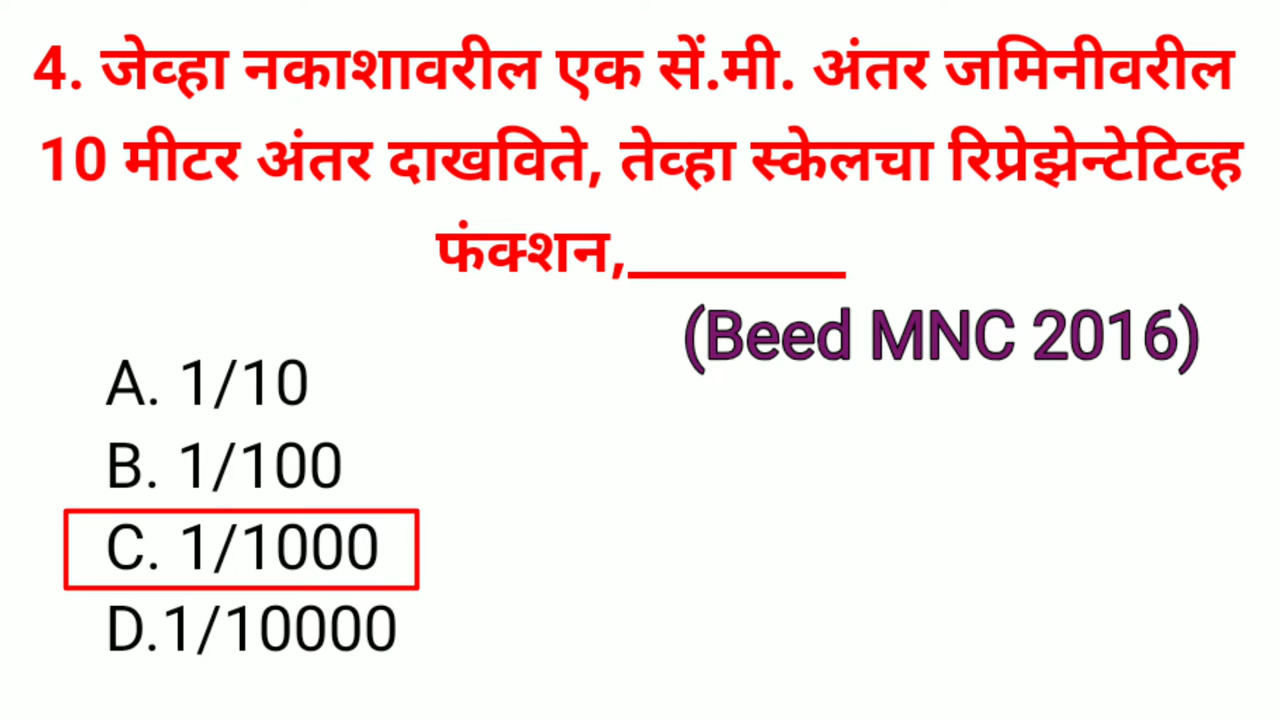 4. जेव्हा नकाशावरील एक सें.मी. अंतर जमिनीवरील
10 मीटर अंतर दाखविते, तेव्हा स्केलचा रिप्रेझेन्टेटिव्ह
फंक्शन,_______
(Beed MNC 2016)
A. 1/10
B. 1/100
C. 1/1000
D.1/10000